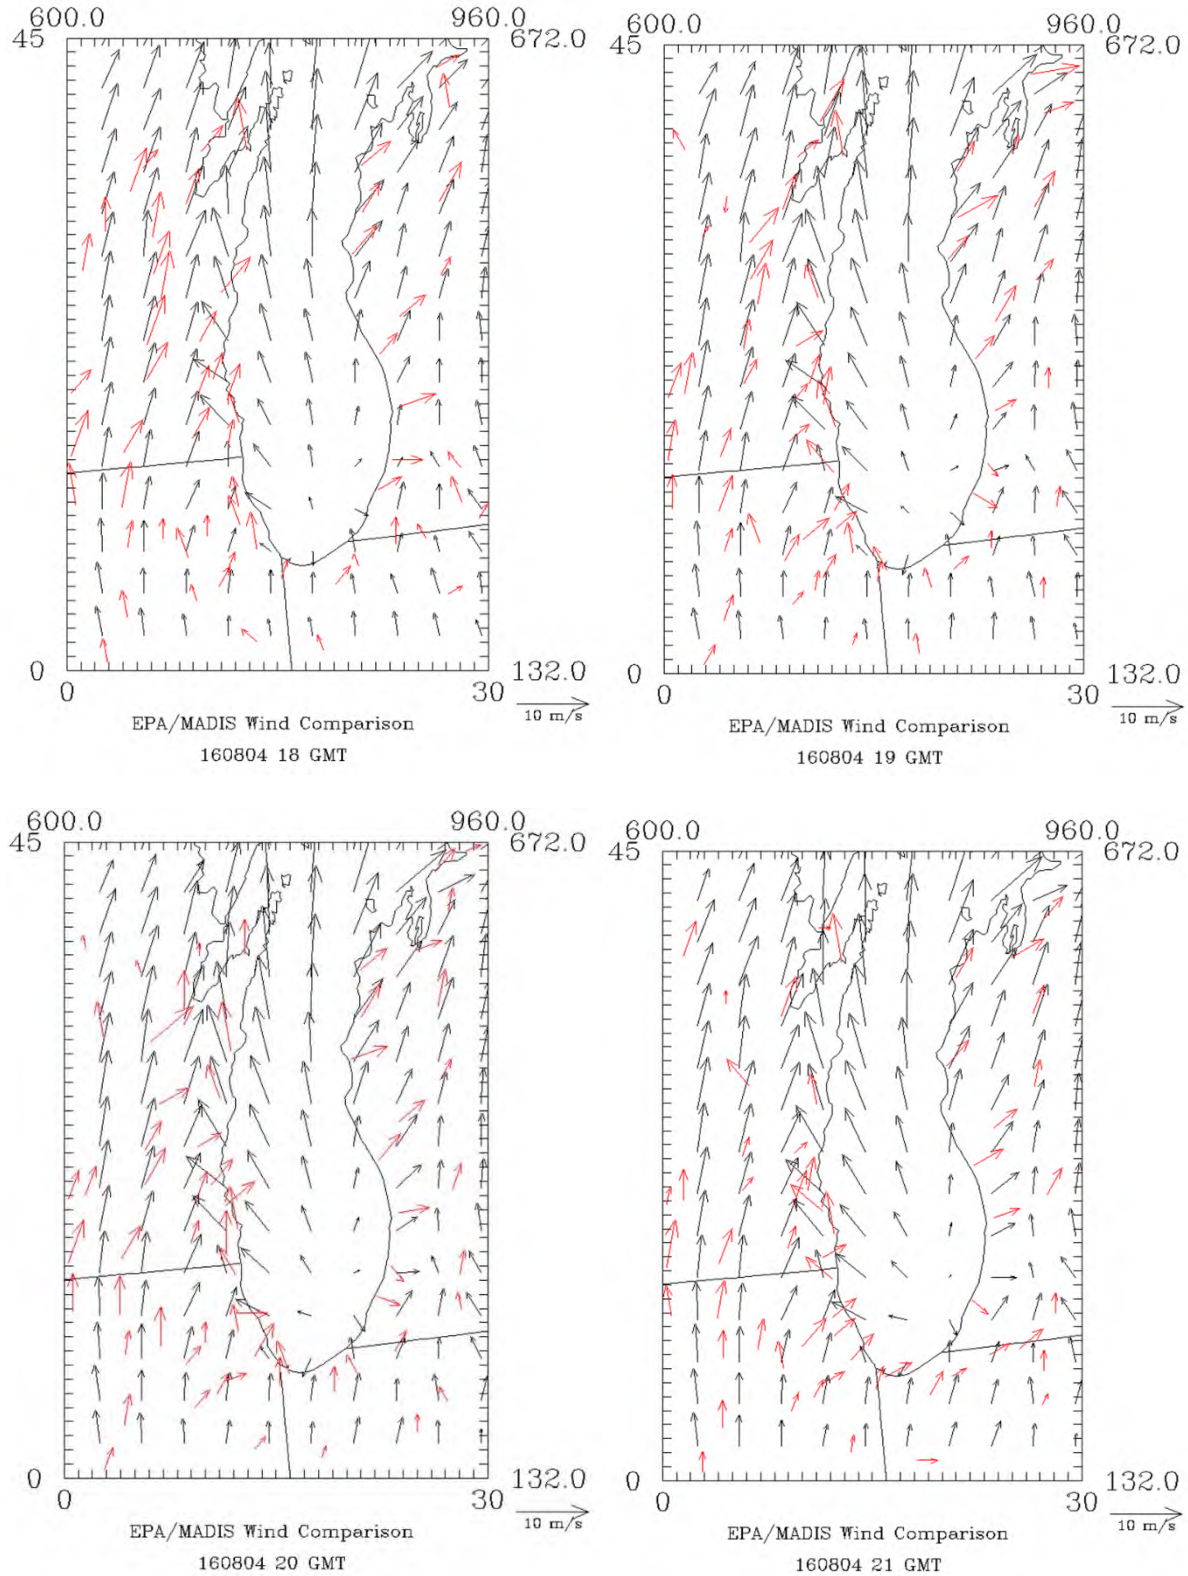 600.0 960.0
45 672.0
0 132.0
0 30
10 m/s
EPA/MADIS Wind Comparison
160804 18 GMT
600.0 960.0
45 672.0
0 132.0
0 30
10 m/s
EPA/MADIS Wind Comparison
160804 19 GMT
600.0 960.0
45 672.0
0 132.0
0 30
10 m/s
EPA/MADIS Wind Comparison
160804 20 GMT
600.0 960.0
45 672.0
0 132.0
0 30
10 m/s
EPA/MADIS Wind Comparison
160804 21 GMT